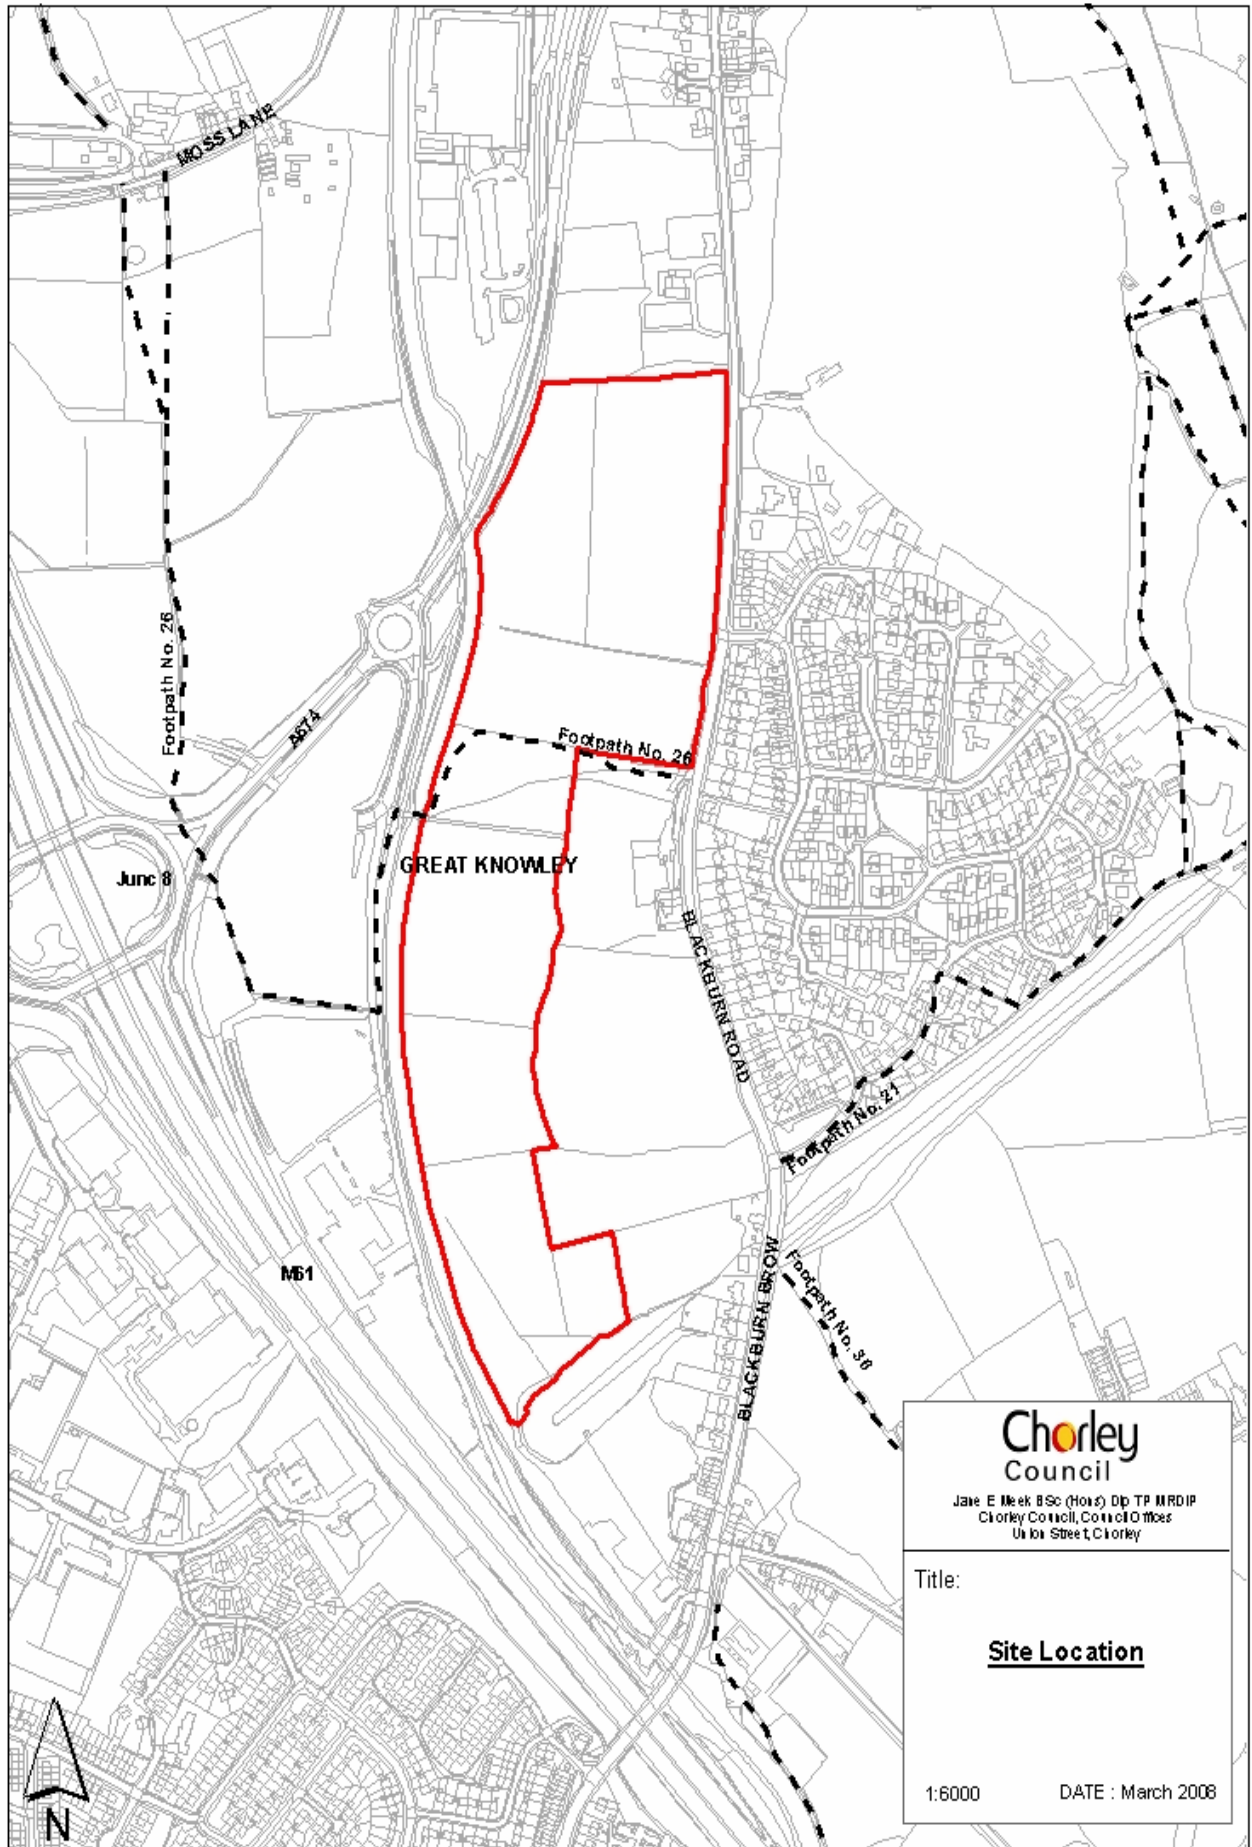 MOSS LANE
Footpath No. 26
A674
Footpath No. 26
Junc 8
GREAT KNOWLEY
BLACKBURN ROAD
Footpath No. 21
M61
BLACKBURN BROW
Footpath No. 38
Chorley
Council
Jane E Meek BSc (Hons) Dip TP MRDIP
Chorley Council, Council Offices
Union Street, Chorley
Title:
Site Location
1:6000
DATE : March 2008
N